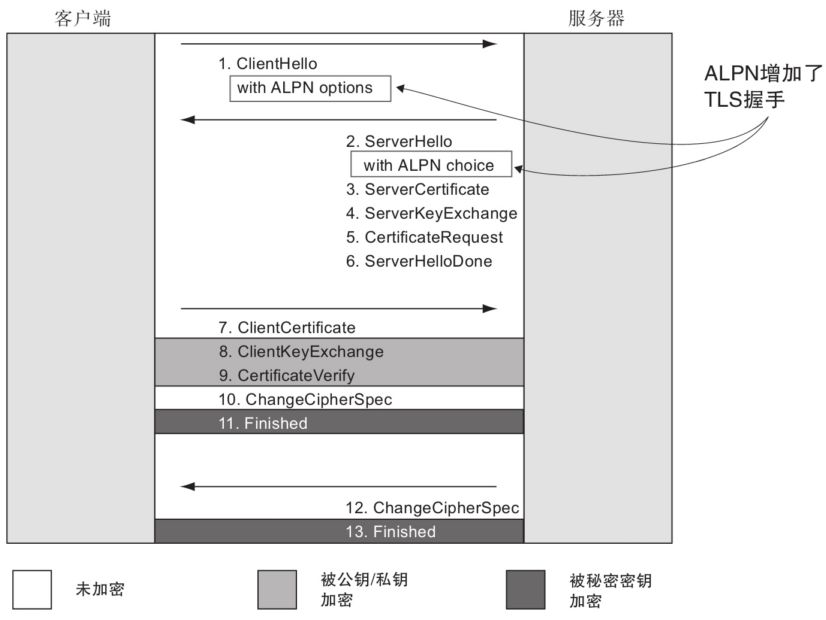 客户端
服务器
1. ClientHello
with ALPN options
ALPN增加了
TLS握手
2. ServerHello
with ALPN choice
3. ServerCertificate
4. ServerKeyExchange
5. CertificateRequest
6. ServerHelloDone
7. ClientCertificate
8. ClientKeyExchange
9. CertificateVerify
10. ChangeCipherSpec
11. Finished
12. ChangeCipherSpec
13. Finished
未加密
被公钥/私钥
加密
被秘密密钥
加密